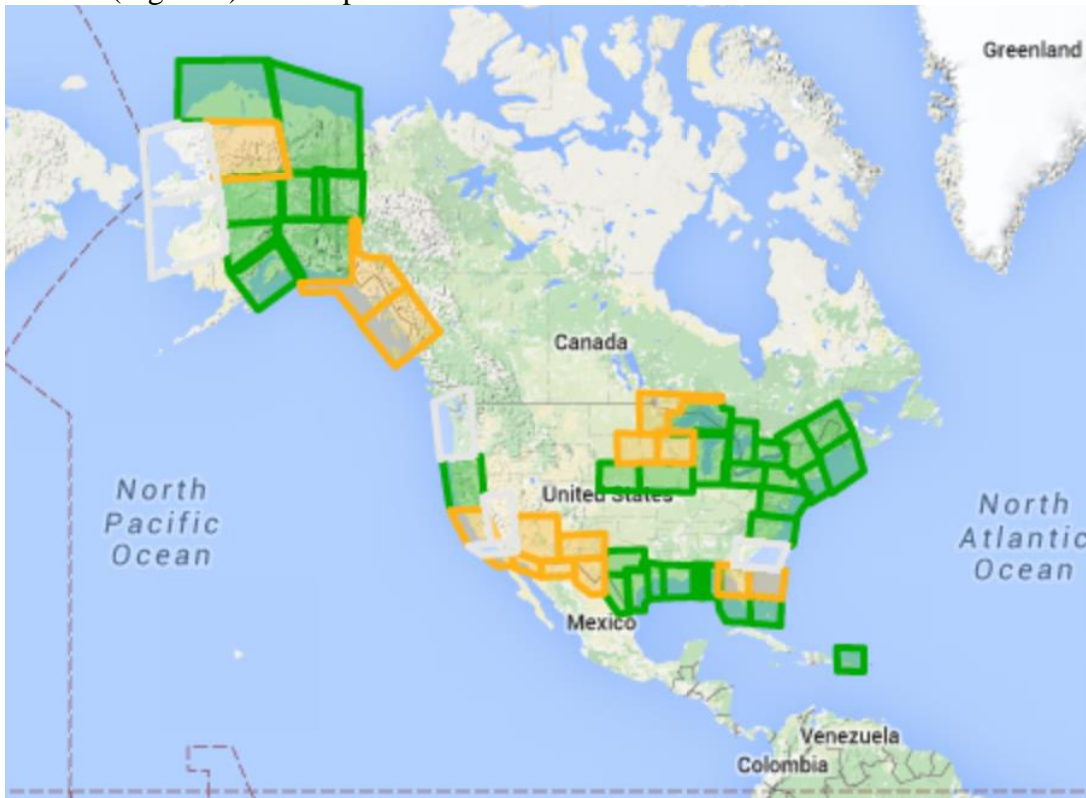 Greenland
Canada
North
Pacific
Ocean
United States
North
Atlantic
Ocean
Mexico
Venezuela
Colombia